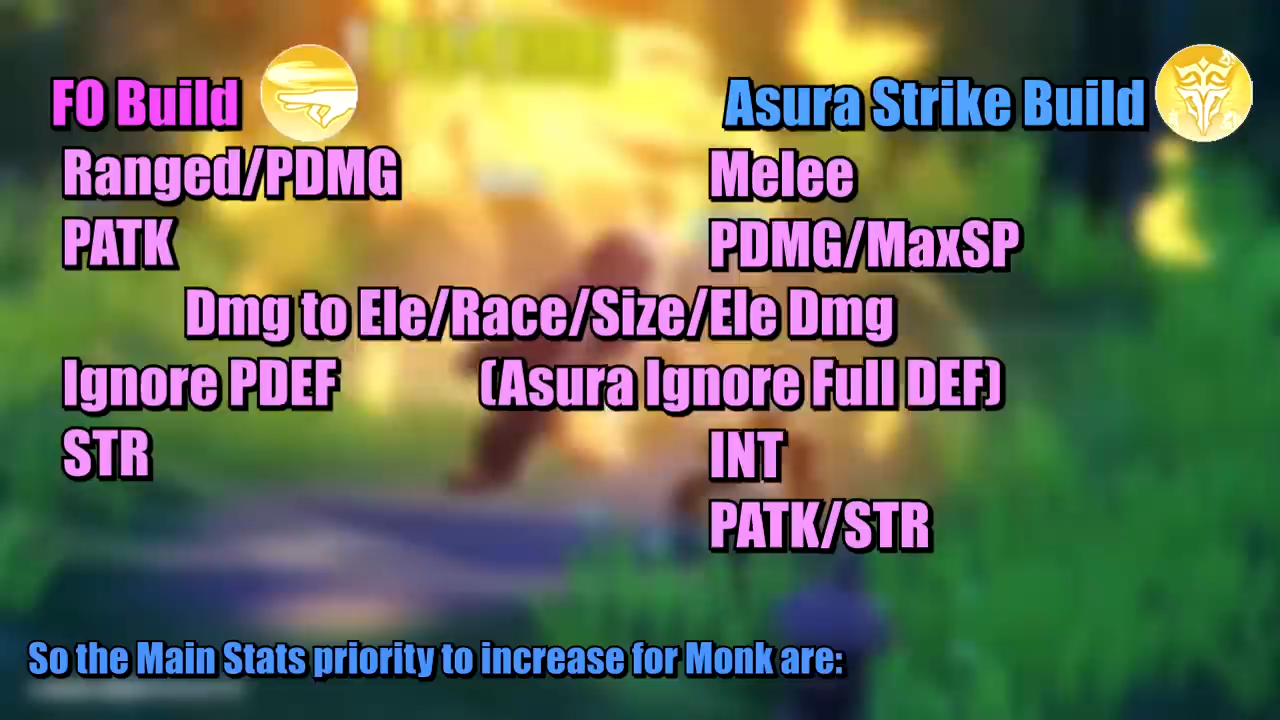 FO Build Asura Strike Build
Ranged/PDMG Melee
PATK PDMG/MaxSP
Dmg to Ele/Race/Size/Ele Dmg
Ignore PDEF (Asura Ignore Full DEF)
STR INT
PATK/STR
So the Main Stats priority to increase for Monk are: